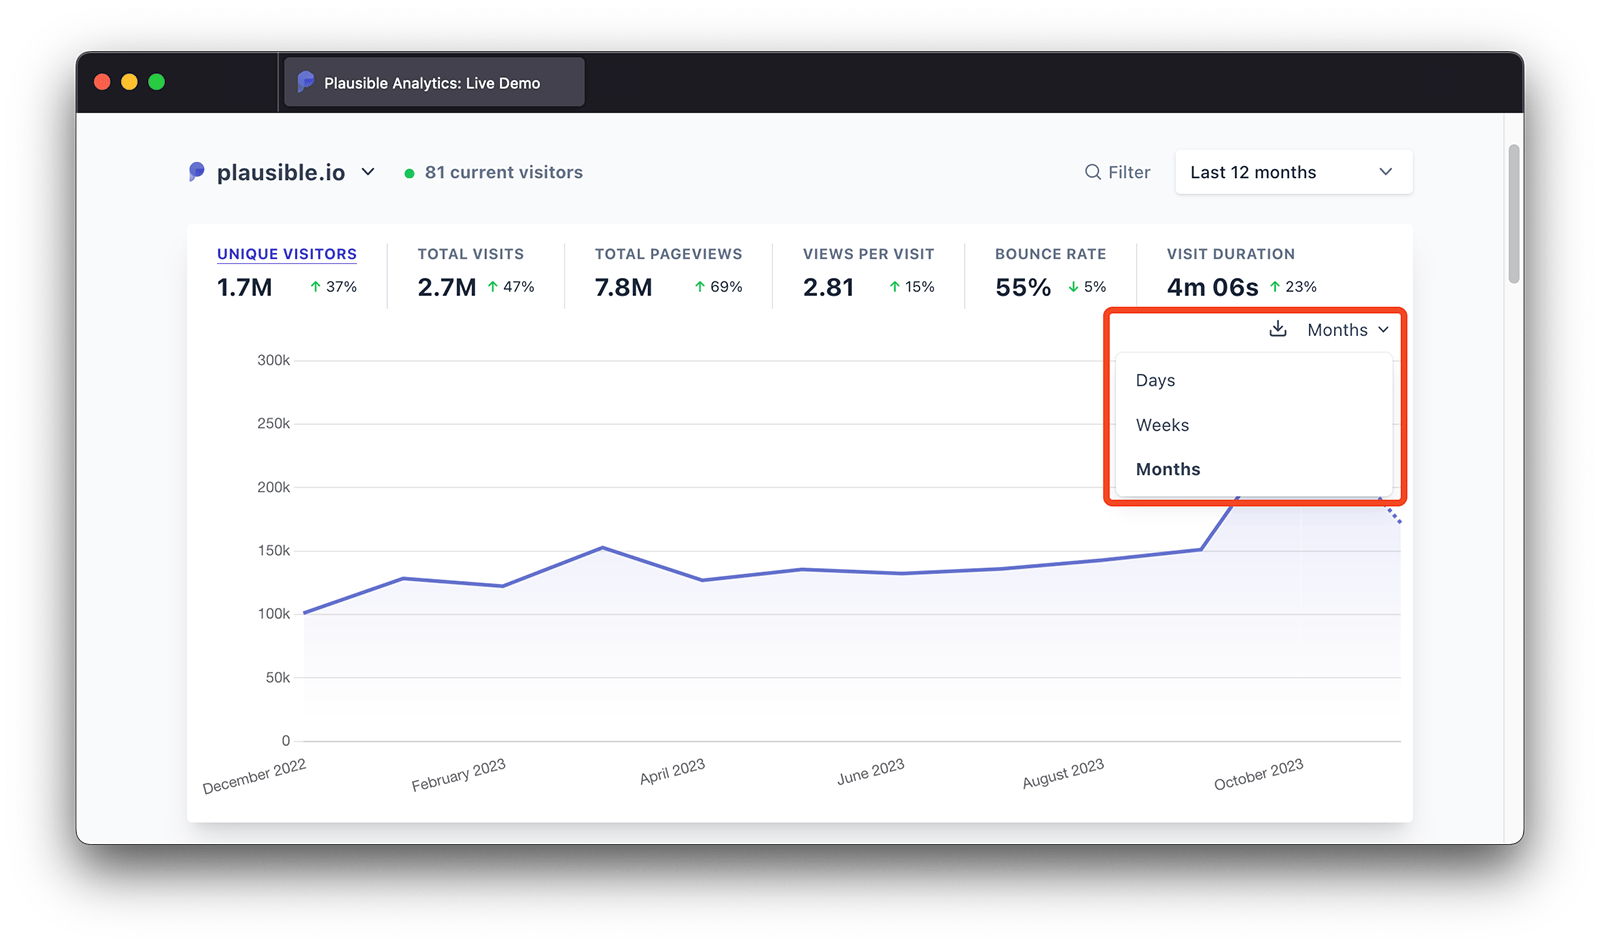 Plausible Analytics: Live Demo
plausible.io
81 current visitors
Filter
Last 12 months
UNIQUE VISITORS
1.7M ↑ 37%
TOTAL VISITS
2.7M ↑ 47%
TOTAL PAGEVIEWS
7.8M ↑ 69%
VIEWS PER VISIT
2.81 ↑ 15%
BOUNCE RATE
55% ↓ 5%
VISIT DURATION
4m 06s ↑ 23%
Months
Days
Weeks
Months
300k
250k
200k
150k
100k
50k
0
December 2022
February 2023
April 2023
June 2023
August 2023
October 2023